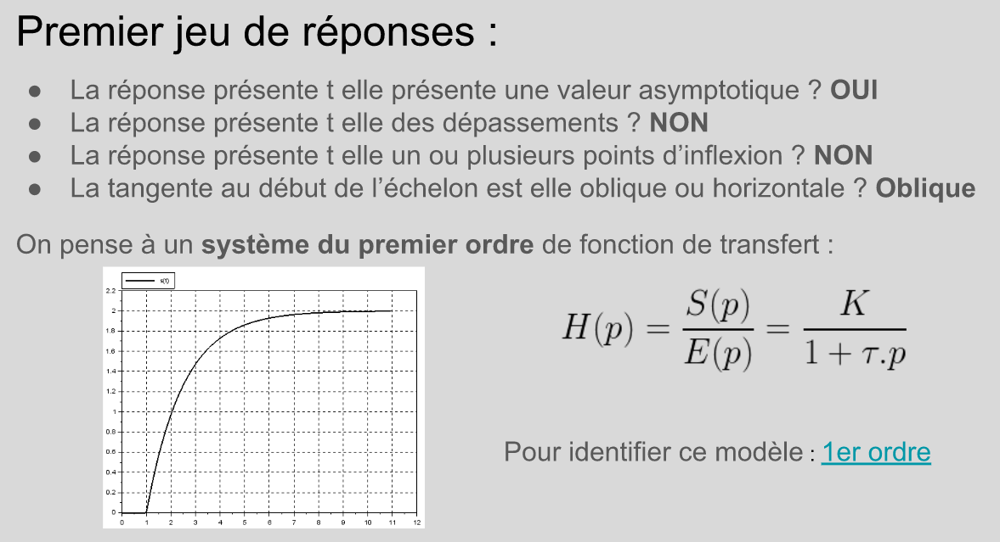 Premier jeu de réponses :
● La réponse présente t elle présente une valeur asymptotique ? OUI
● La réponse présente t elle des dépassements ? NON
● La réponse présente t elle un ou plusieurs points d’inflexion ? NON
● La tangente au début de l’échelon est elle oblique ou horizontale ? Oblique
On pense à un système du premier ordre de fonction de transfert :
s(t)
2.2
2
1.8
1.6
1.4
1.2
1
0.8
0.6
0.4
0.2
0
0 1 2 3 4 5 6 7 8 9 10 11 12
H(p) = S(p)/E(p) = K/(1 + τ.p)
Pour identifier ce modèle : 1er ordre